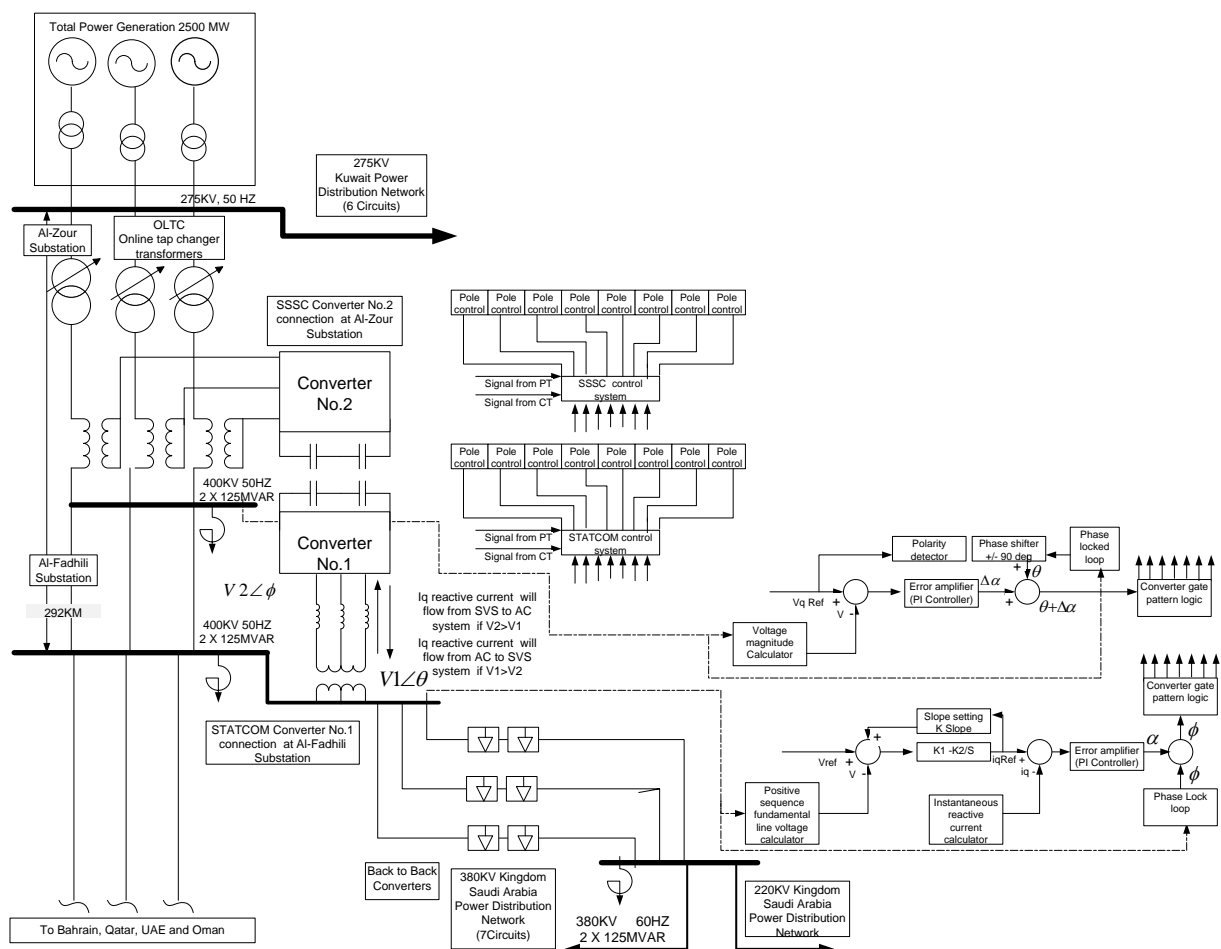 Total Power Generation 2500 MW
275KV
Kuwait Power
Distribution Network
(6 Circuits)
275KV, 50 HZ
Al-Zour
Substation
OLTC
Online tap changer
transformers
SSSC Converter No.2
connection at Al-Zour
Substation
Converter
No.2
Pole control
Pole control
Pole control
Pole control
Pole control
Pole control
Pole control
Pole control
Signal from PT
Signal from CT
SSSC control
system
400KV 50HZ
2 X 125MVAR
Converter
No.1
Pole control
Pole control
Pole control
Pole control
Pole control
Pole control
Pole control
Pole control
Signal from PT
Signal from CT
STATCOM control
system
Al-Fadhili
Substation
292KM
400KV 50HZ
2 X 125MVAR
V2∠ϕ
V1∠θ
Iq reactive current will
flow from SVS to AC
system if V2>V1
Iq reactive current will
flow from AC to SVS
system if V1>V2
Polarity
detector
Phase shifter
+/- 90 deg
Phase
locked
loop
Vq Ref
+
V -
Error amplifier
(PI Controller)
Δα
+
+
θ
θ+Δα
Converter gate
pattern logic
Voltage
magnitude
Calculator
STATCOM Converter No.1
connection at Al-Fadhili
Substation
Slope setting
K Slope
Converter gate
pattern logic
Vref
+
+
V -
K1 -K2/S
iqRef
+
iq -
Error amplifier
(PI Controller)
α
ϕ
ϕ
Positive
sequence
fundamental
line voltage
calculator
Instantaneous
reactive
current calculator
Phase Lock
loop
Back to Back
Converters
380KV Kingdom
Saudi Arabia
Power Distribution
Network
(7Circuits)
380KV 60HZ
2 X 125MVAR
220KV Kingdom
Saudi Arabia
Power Distribution
Network
To Bahrain, Qatar, UAE and Oman